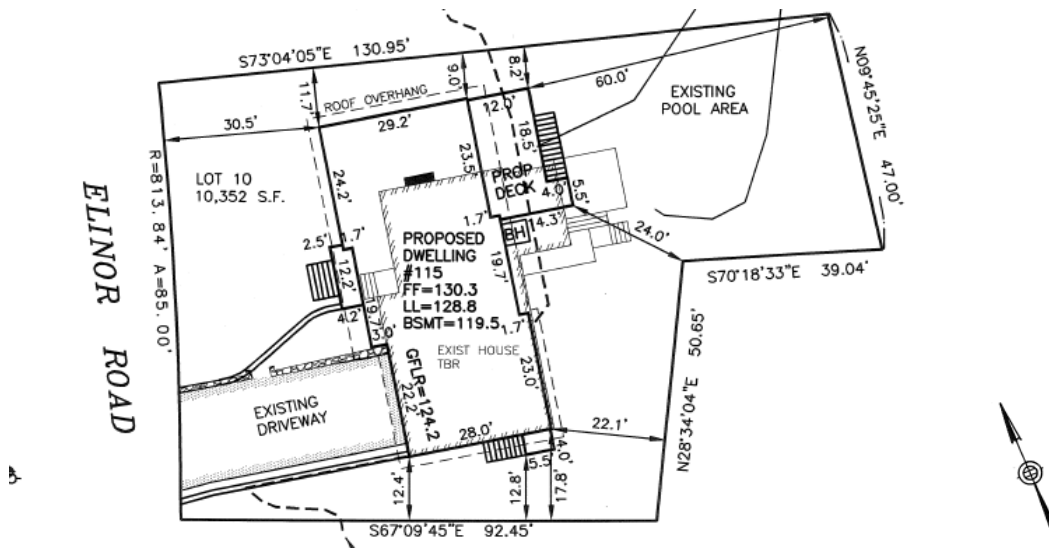 S73°04'05"E 130.95'
11.7'
9.0'
8.2'
60.0'
N09°45'25"E 47.00'
ROOF OVERHANG
12.0'
EXISTING
POOL AREA
30.5'
29.2'
18.5'
R=813.84' A=85.00'
LOT 10
10,352 S.F.
24.2'
23.5'
PROP
DECK
4.0'
5.5'
ELINOR ROAD
2.5'
1.7'
1.7'
14.3'
BH
24.0'
PROPOSED
DWELLING
#115
FF=130.3
LL=128.8
BSMT=119.5
12.2'
19.7'
S70°18'33"E 39.04'
4.2'
9.7'
3.0'
1.7'
EXIST HOUSE
TBR
GFLR=124.2
23.0'
N28°34'04"E 50.65'
22.2'
EXISTING
DRIVEWAY
28.0'
22.1'
5.5'
4.0'
12.4'
12.8'
17.8'
S67°09'45"E 92.45'